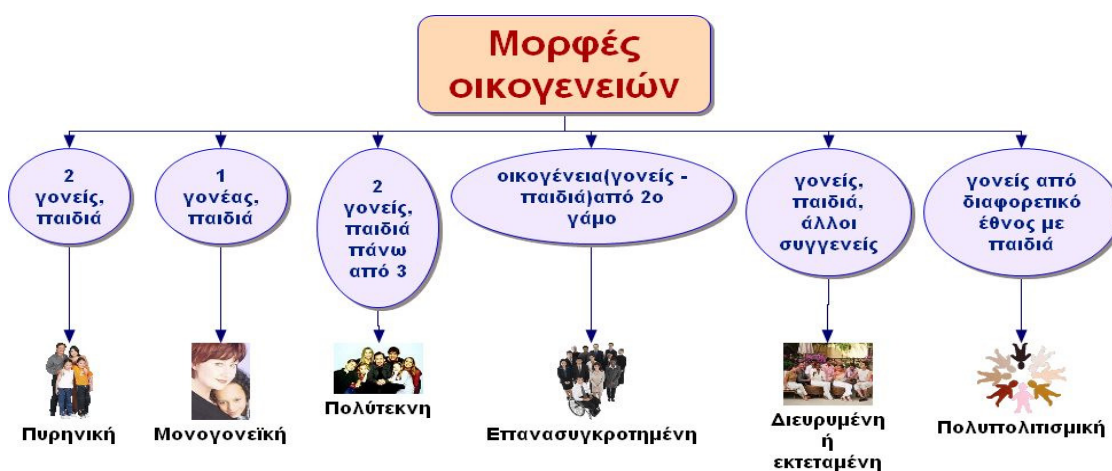 Μορφές
οικογενειών
2
γονείς,
παιδιά
1
γονέας,
παιδιά
2
γονείς,
παιδιά
πάνω
από 3
οικογένεια(γονείς -
παιδιά)από 2ο
γάμο
γονείς,
παιδιά,
άλλοι
συγγενείς
γονείς από
διαφορετικό
έθνος με
παιδιά
Πυρηνική
Μονογονεϊκή
Πολύτεκνη
Επανασυγκροτημένη
Διευρυμένη
ή
εκτεταμένη
Πολυπολιτισμική